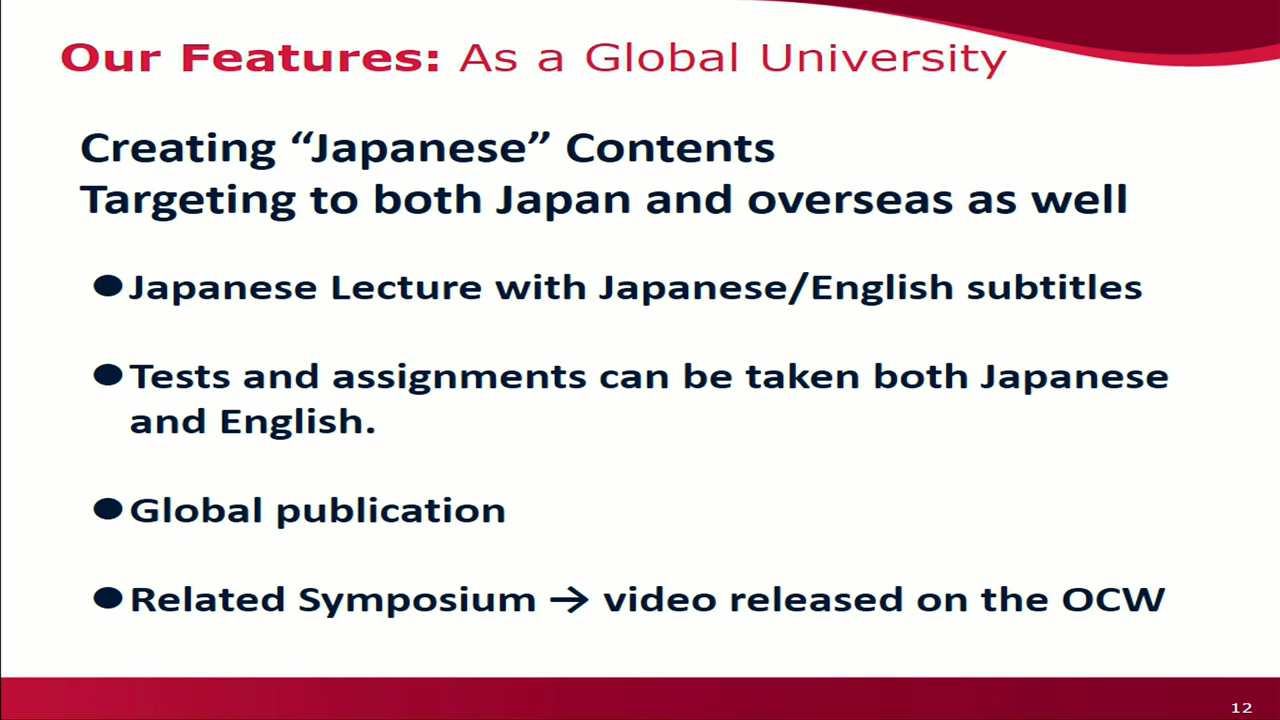 Our Features: As a Global University
Creating “Japanese” Contents
Targeting to both Japan and overseas as well
●Japanese Lecture with Japanese/English subtitles
●Tests and assignments can be taken both Japanese
and English.
●Global publication
●Related Symposium → video released on the OCW
12